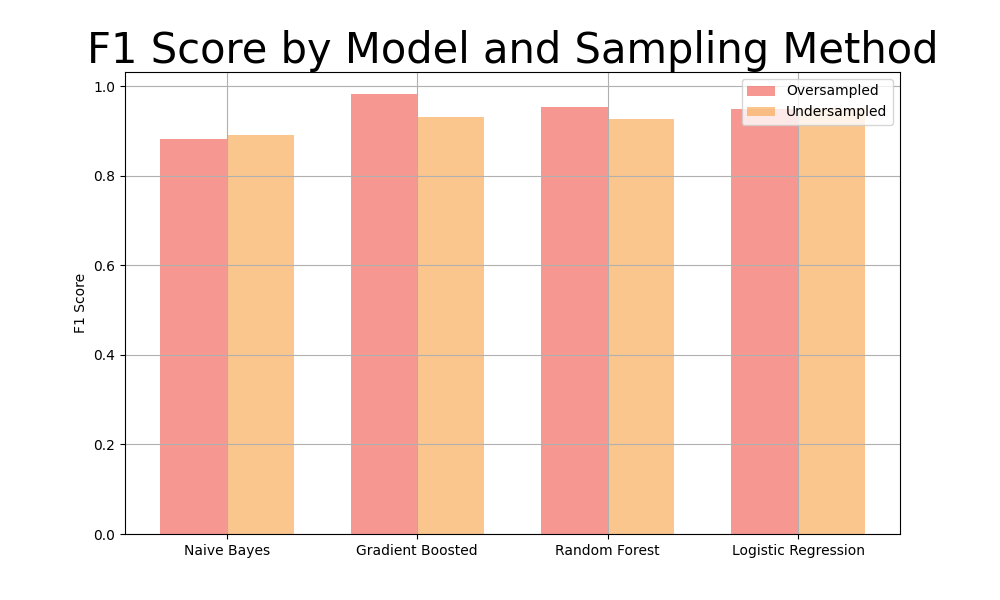 F1 Score by Model and Sampling Method
Oversampled
Undersampled
F1 Score
1.0
0.8
0.6
0.4
0.2
0.0
Naive Bayes
Gradient Boosted
Random Forest
Logistic Regression